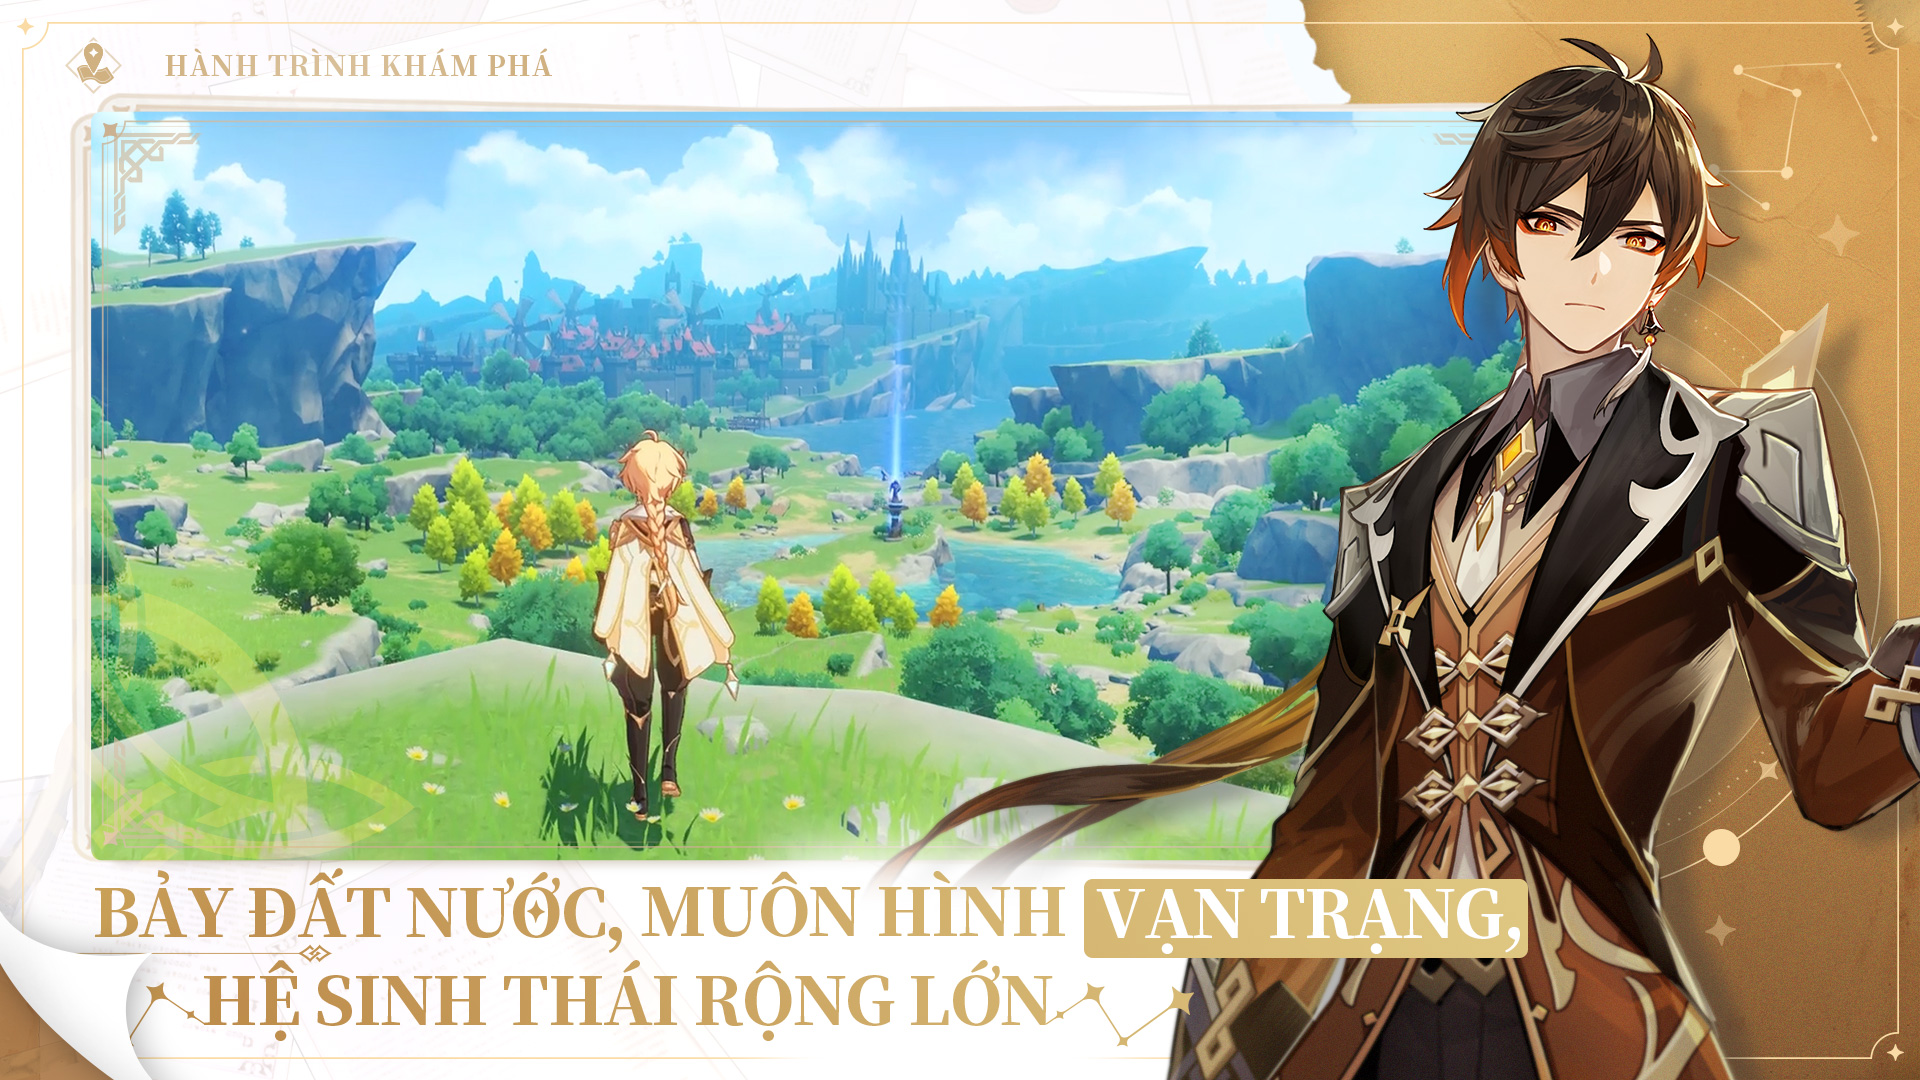 HÀNH TRÌNH KHÁM PHÁ
BẢY ĐẤT NƯỚC, MUÔN HÌNH VẠN TRẠNG,
HỆ SINH THÁI RỘNG LỚN